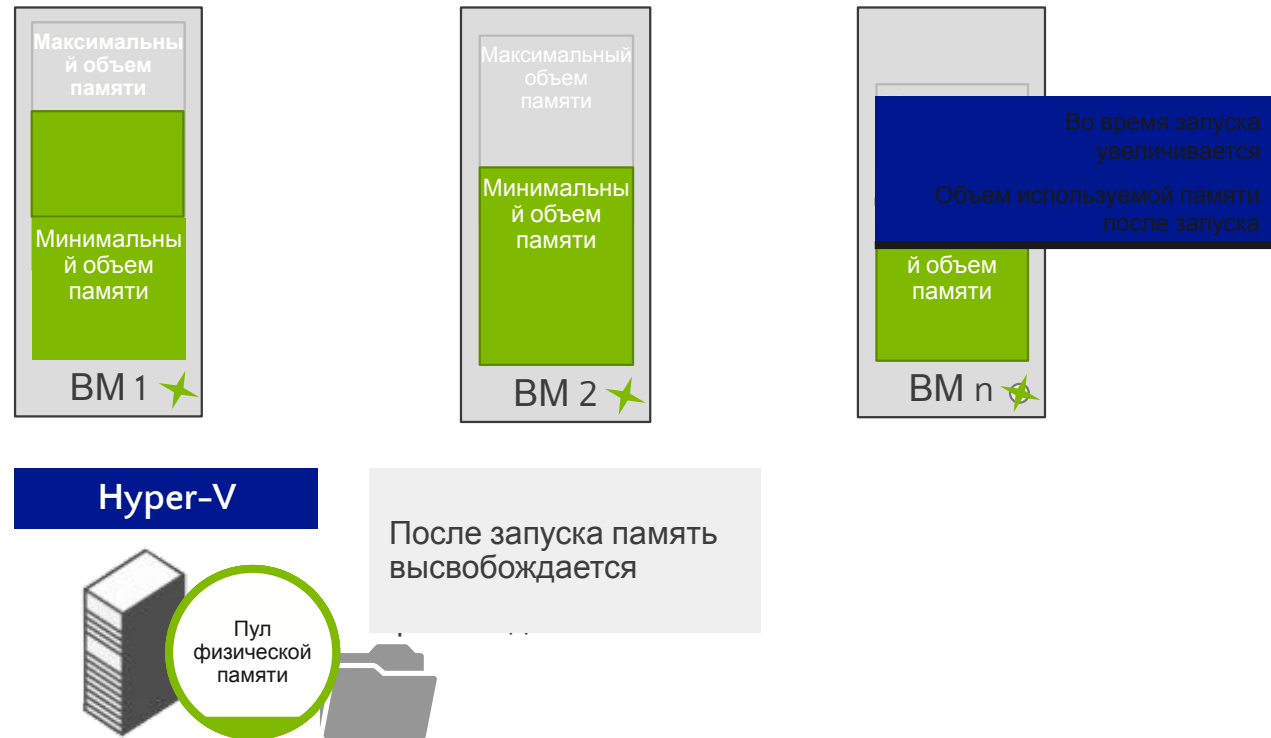 Максимальны
й объем
памяти
Минимальны
й объем
памяти
ВМ 1
Максимальный
объем
памяти
Минимальны
й объем
памяти
ВМ 2
Во время запуска
увеличивается
Объем используемой памяти
после запуска
й объем
памяти
ВМ n
Hyper-V
После запуска память
высвобождается
Пул
физической
памяти